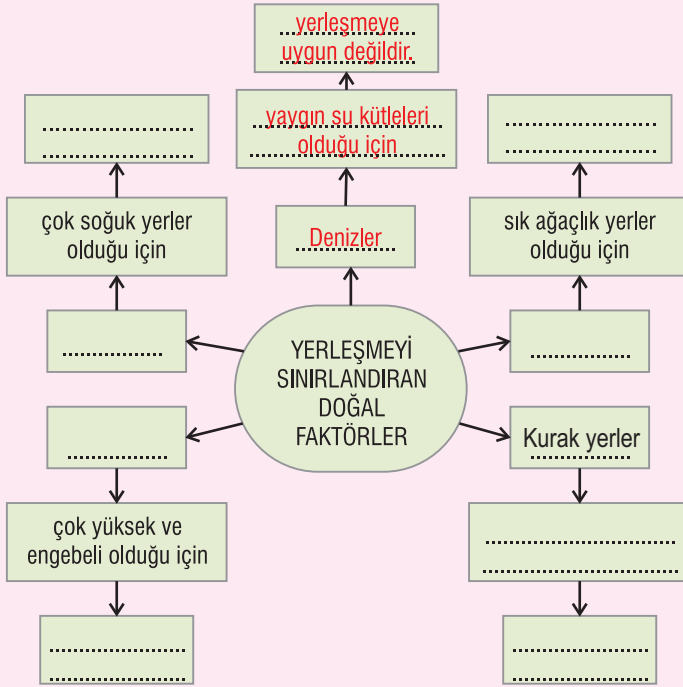 yerleşmeye
uygun değildir.
yaygın su kütleleri
olduğu için
Denizler
çok soğuk yerler
olduğu için
sık ağaçlık yerler
olduğu için
YERLEŞMEYİ
SINIRLANDIRAN
DOĞAL
FAKTÖRLER
Kurak yerler
çok yüksek ve
engebeli olduğu için